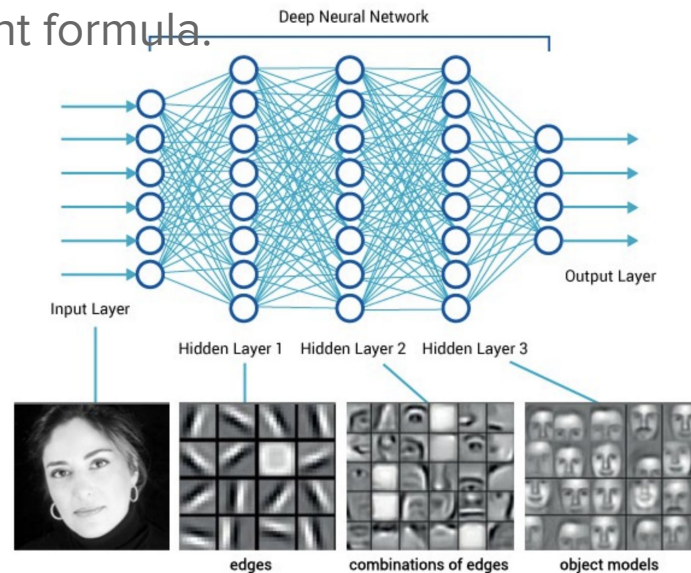 Deep Neural Network
nt formula.
Output Layer
Input Layer
Hidden Layer 1 Hidden Layer 2 Hidden Layer 3
edges combinations of edges object models